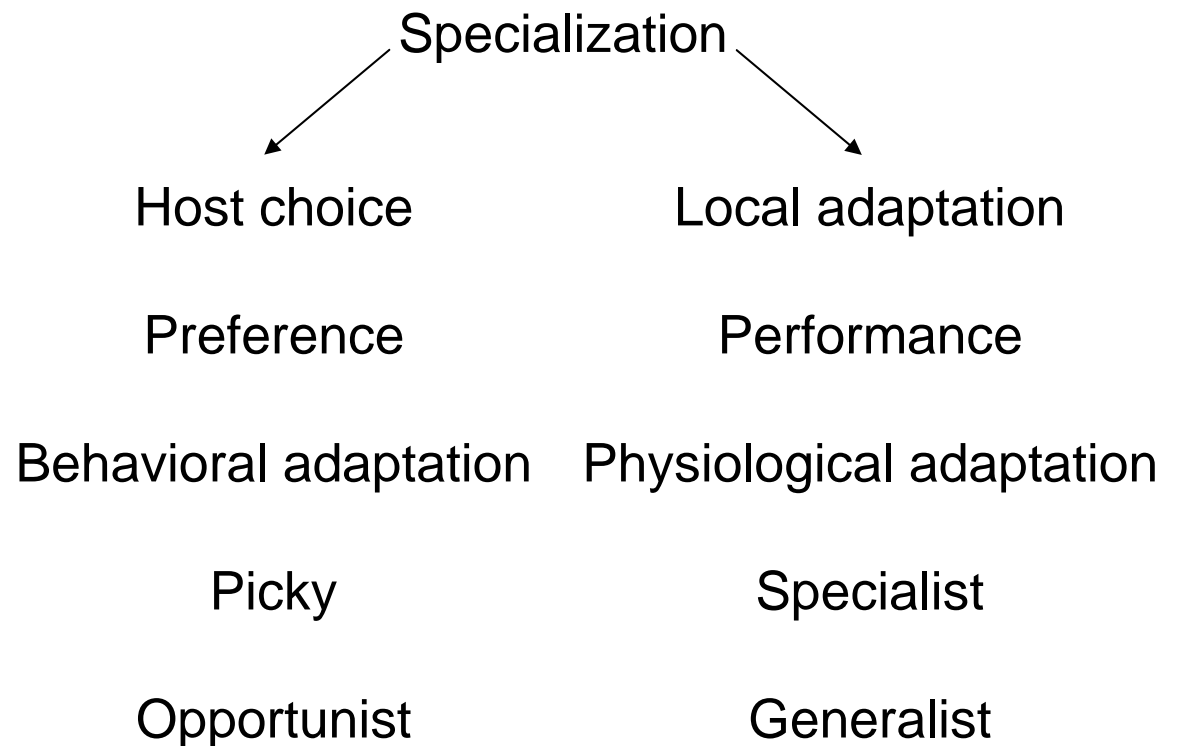 Specialization
Host choice Local adaptation
Preference Performance
Behavioral adaptation Physiological adaptation
Picky Specialist
Opportunist Generalist